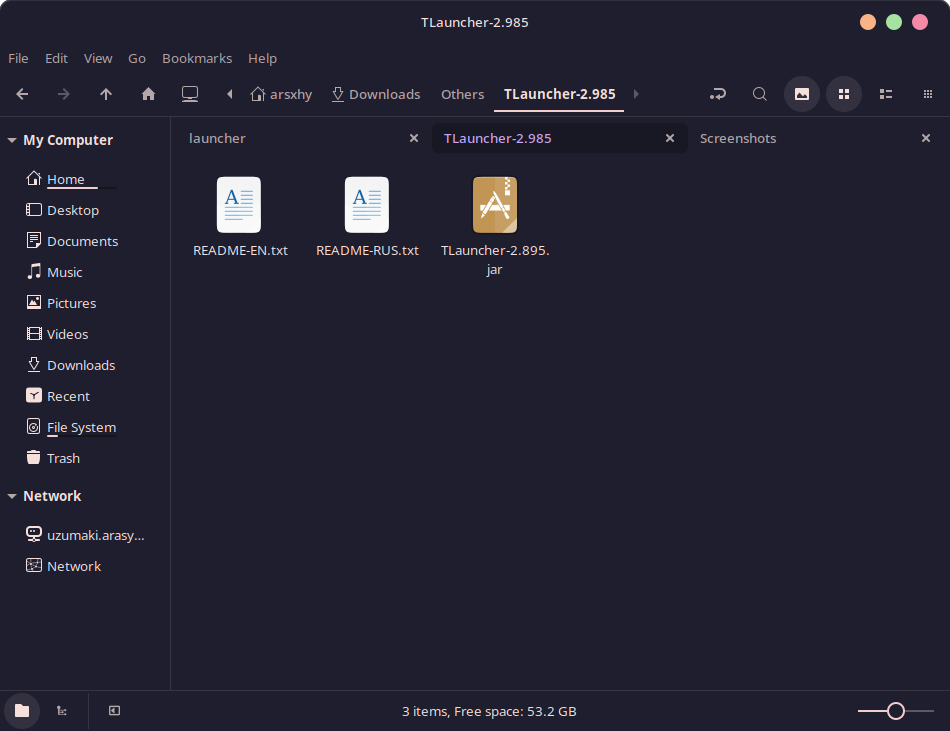 TLauncher-2.985
File Edit View Go Bookmarks Help
arsxhy Downloads Others TLauncher-2.985
My Computer
Home
Desktop
Documents
Music
Pictures
Videos
Downloads
Recent
File System
Trash
Network
uzumaki.arasy...
Network
launcher TLauncher-2.985 Screenshots
README-EN.txt README-RUS.txt TLauncher-2.895.
jar
3 items, Free space: 53.2 GB